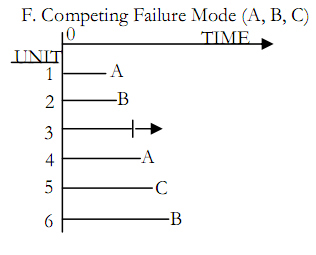 F. Competing Failure Mode (A, B, C)
0 TIME
UNIT
1 A
2 B
3
4 A
5 C
6 B